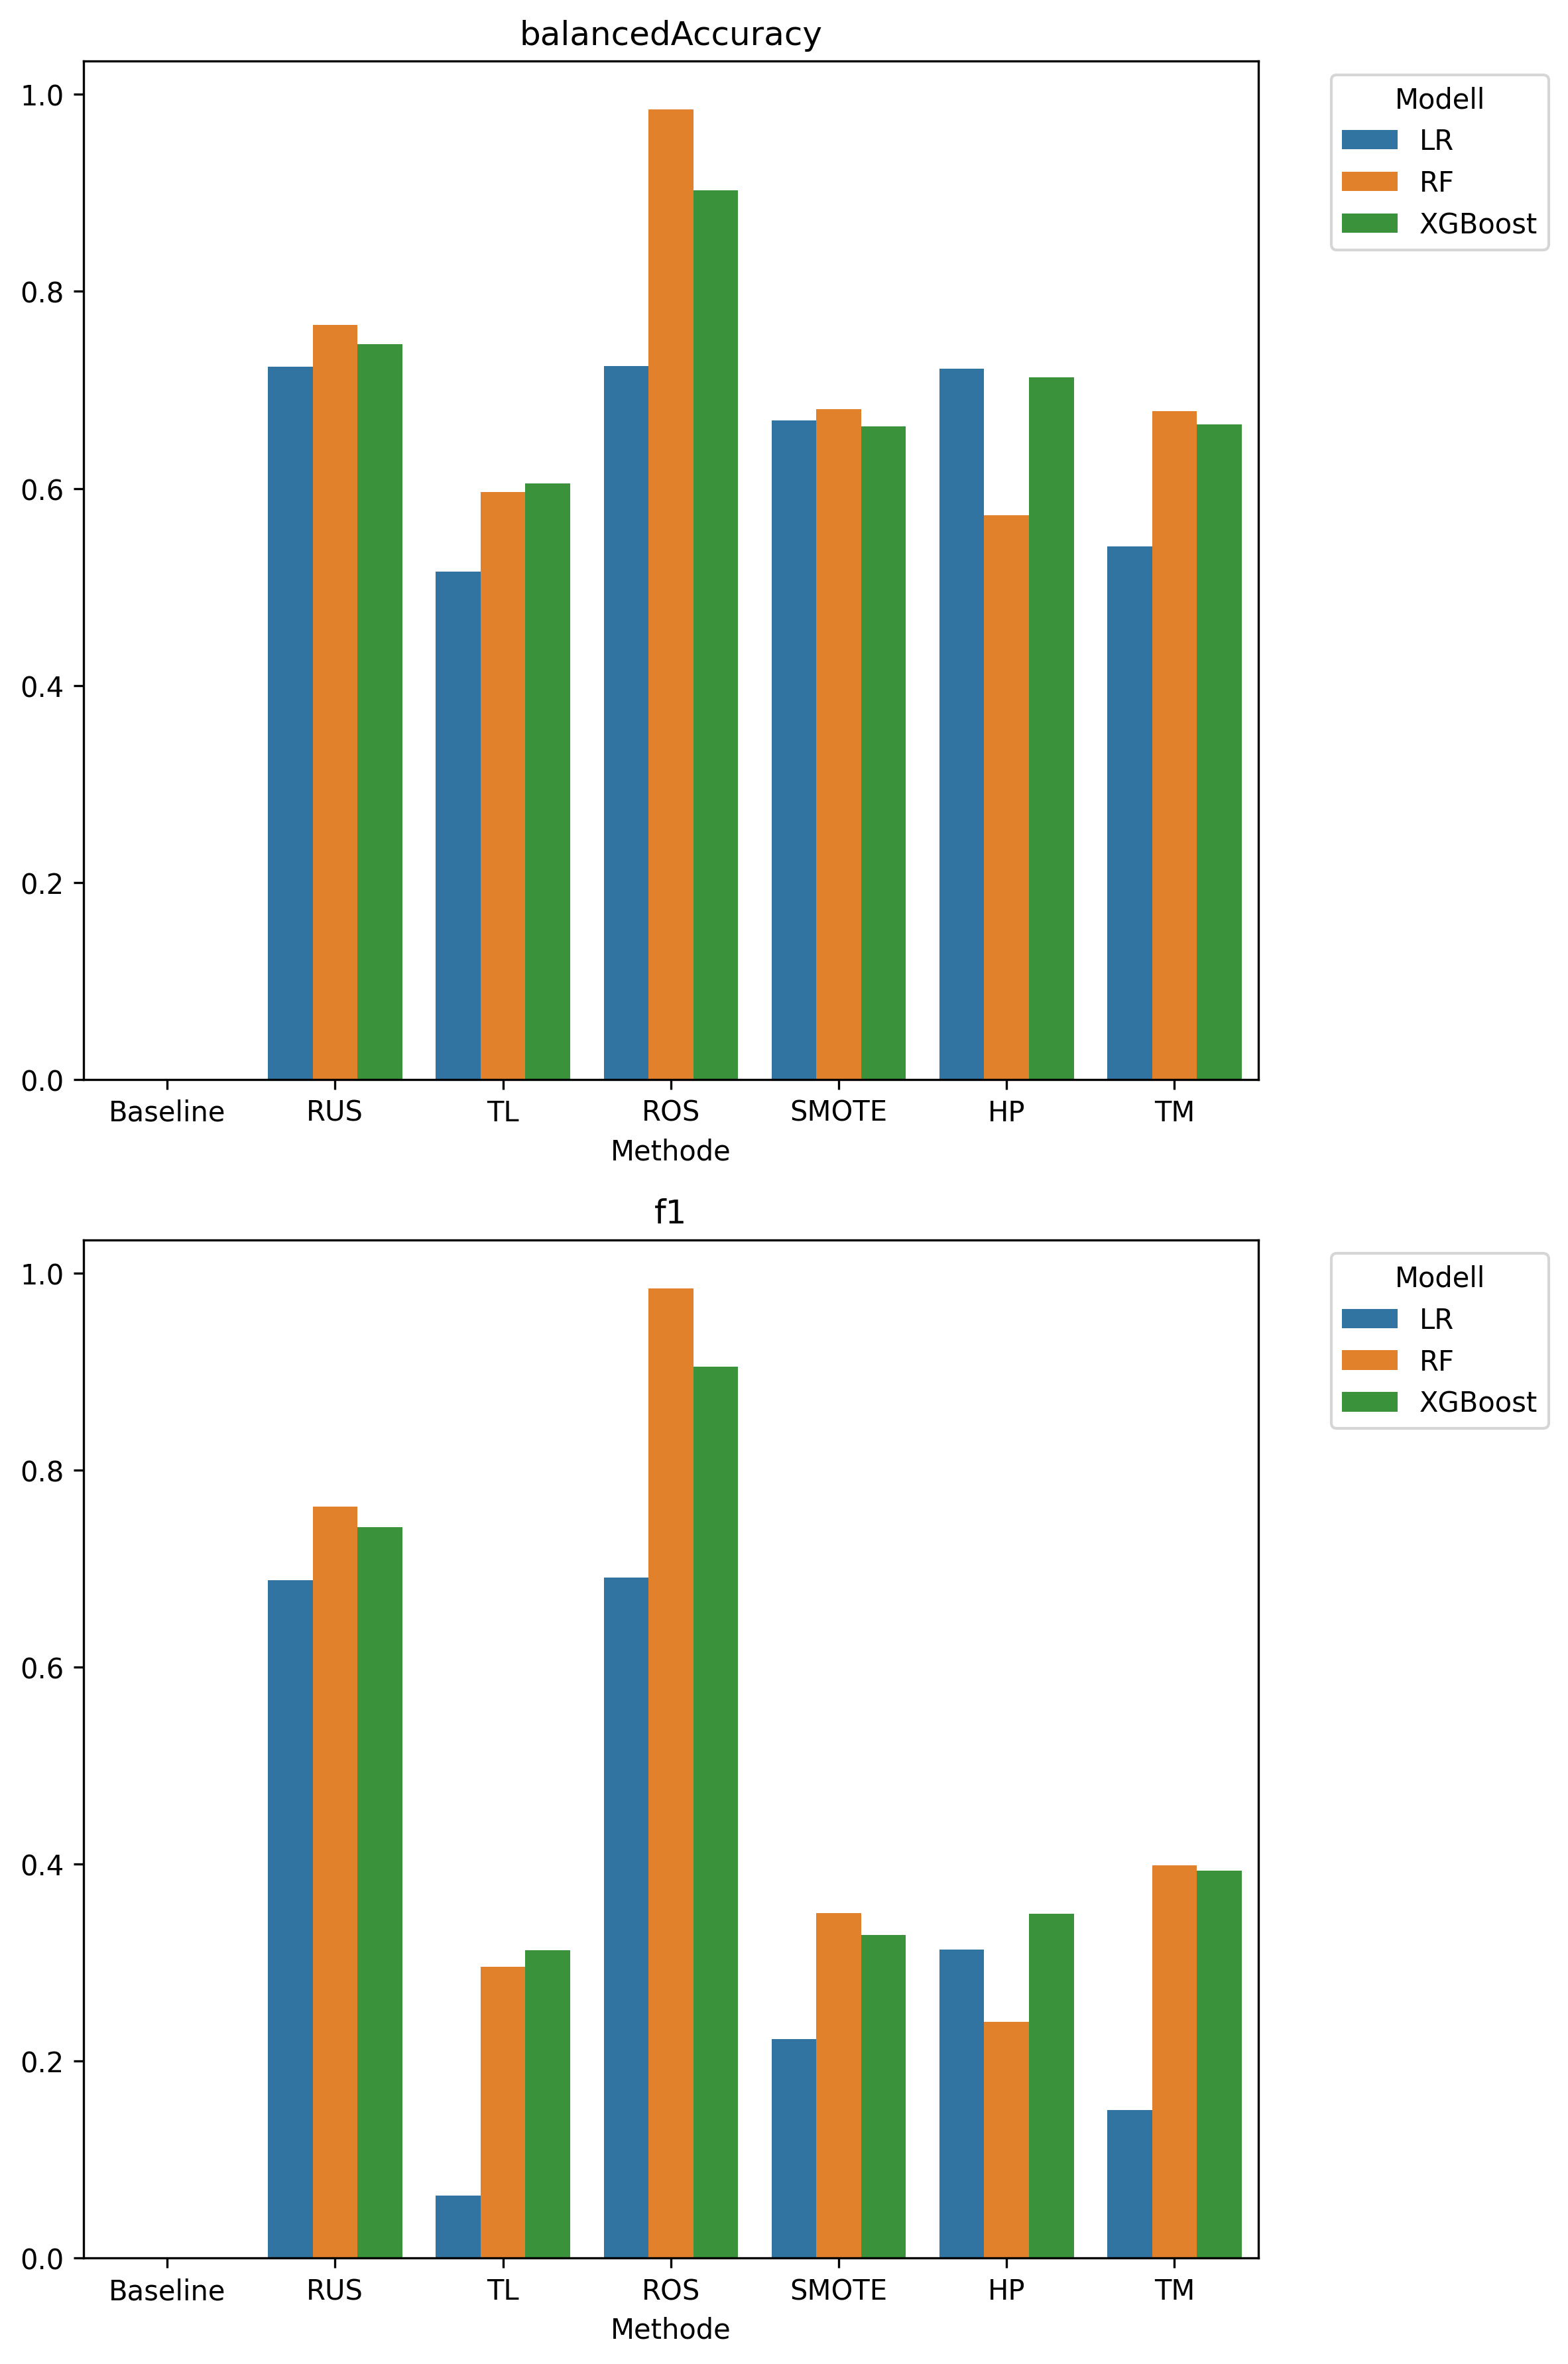 balancedAccuracy
1.0
0.8
0.6
0.4
0.2
0.0
Baseline RUS TL ROS SMOTE HP TM
Methode
Modell
LR
RF
XGBoost
f1
1.0
0.8
0.6
0.4
0.2
0.0
Baseline RUS TL ROS SMOTE HP TM
Methode
Modell
LR
RF
XGBoost